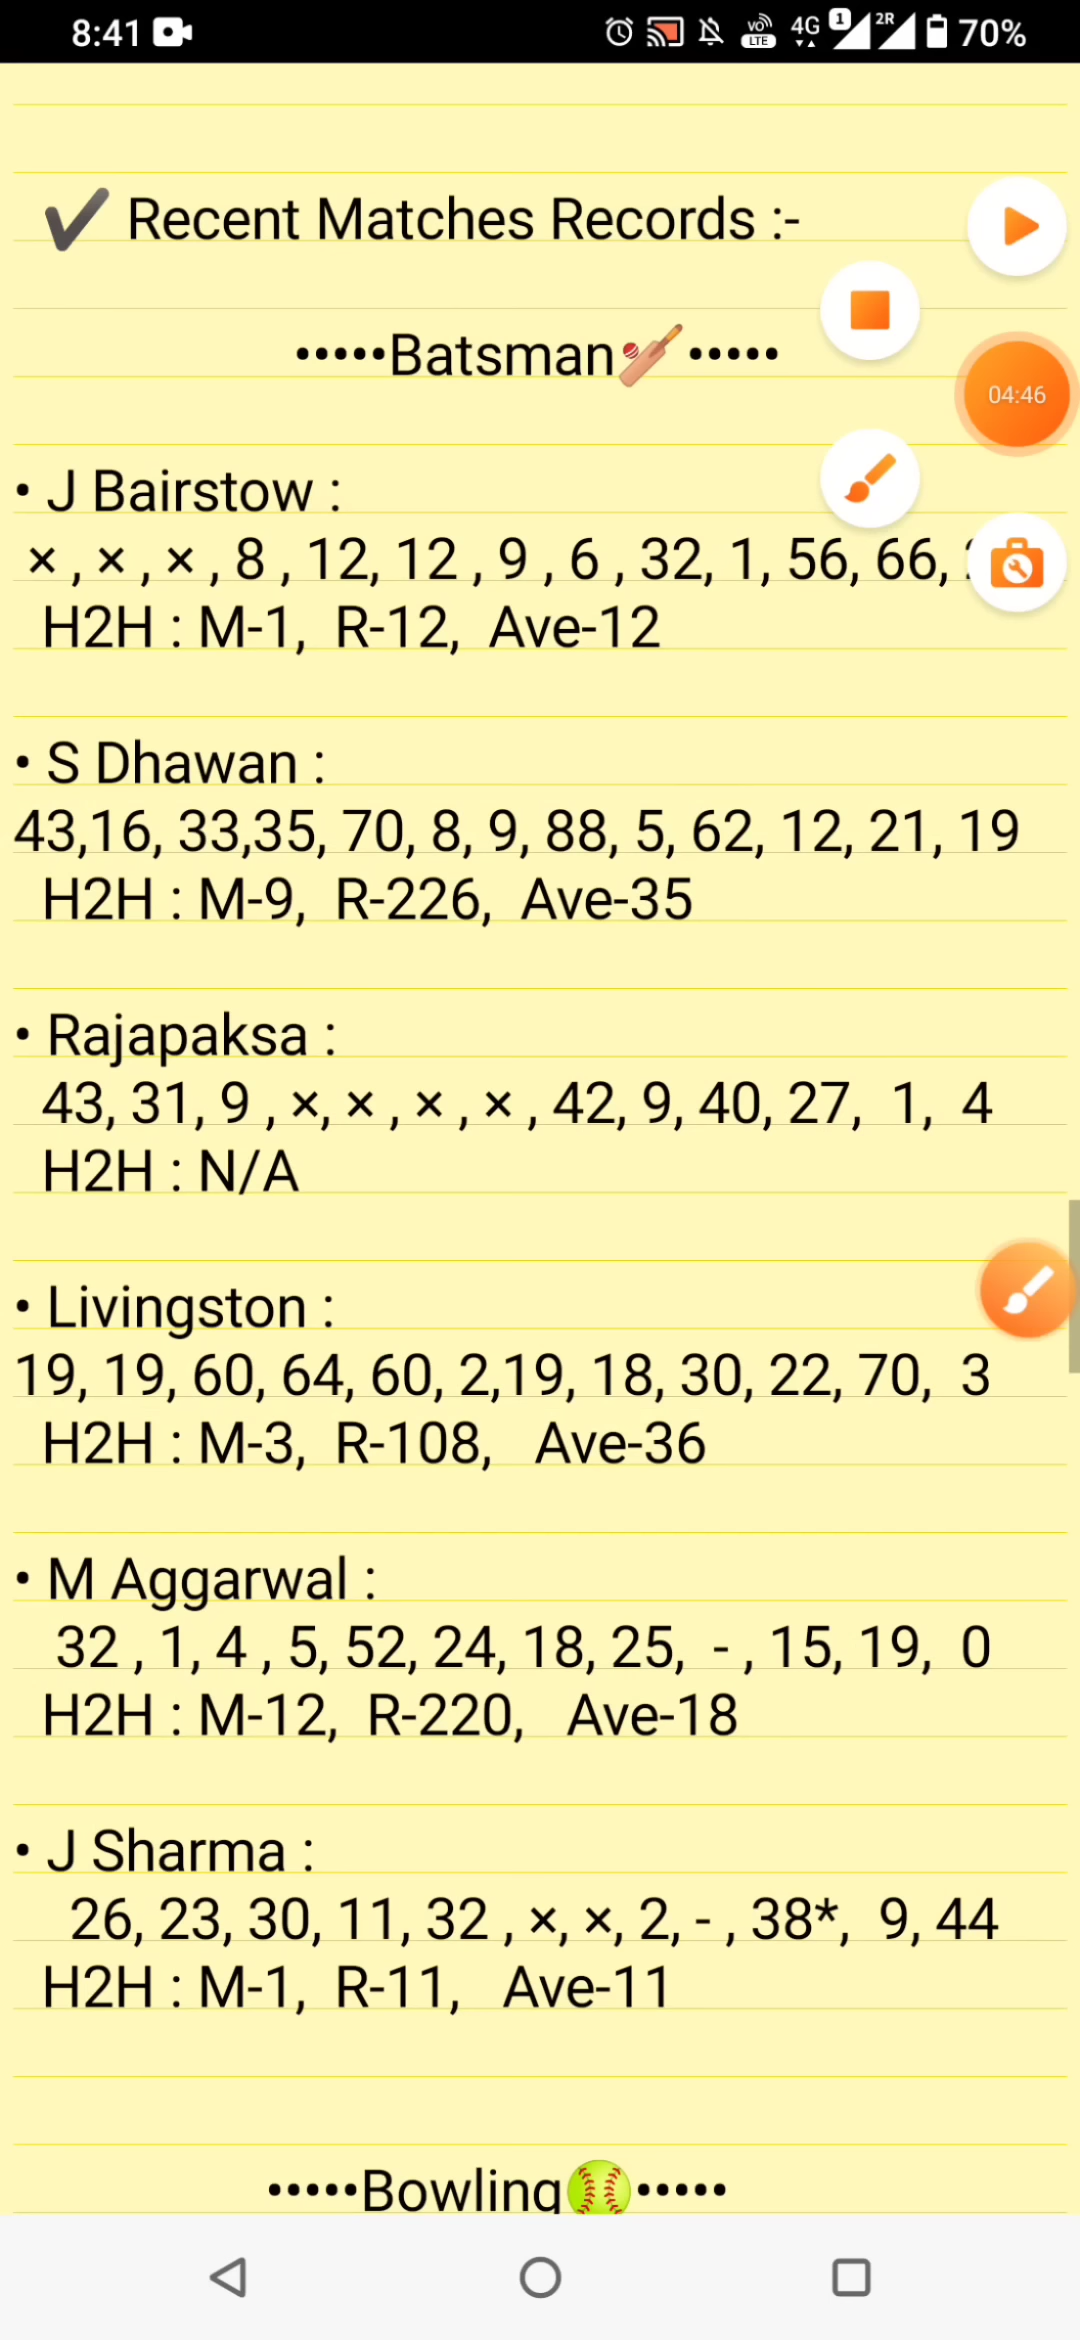 8:41
VO LTE 4G 1 2R 70%
✔ Recent Matches Records :-
•••••Batsman🏏•••••
04:46
• J Bairstow :
× , × , × , 8 , 12, 12 , 9 , 6 , 32, 1, 56, 66,
H2H : M-1, R-12, Ave-12
• S Dhawan :
43,16, 33,35, 70, 8, 9, 88, 5, 62, 12, 21, 19
H2H : M-9, R-226, Ave-35
• Rajapaksa :
43, 31, 9 , ×, × , × , × , 42, 9, 40, 27, 1, 4
H2H : N/A
• Livingston :
19, 19, 60, 64, 60, 2,19, 18, 30, 22, 70, 3
H2H : M-3, R-108, Ave-36
• M Aggarwal :
32 , 1, 4 , 5, 52, 24, 18, 25, - , 15, 19, 0
H2H : M-12, R-220, Ave-18
• J Sharma :
26, 23, 30, 11, 32 , ×, ×, 2, - , 38*, 9, 44
H2H : M-1, R-11, Ave-11
•••••Bowling🥎•••••